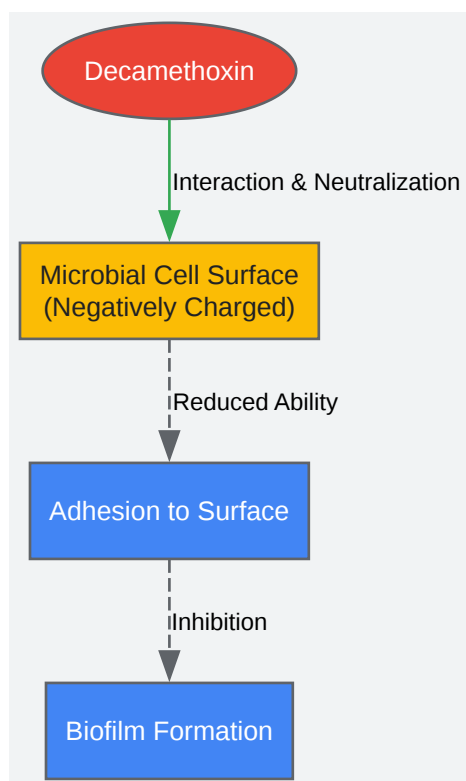 Decamethoxin
Interaction & Neutralization
Microbial Cell Surface
(Negatively Charged)
Reduced Ability
Adhesion to Surface
Inhibition
Biofilm Formation